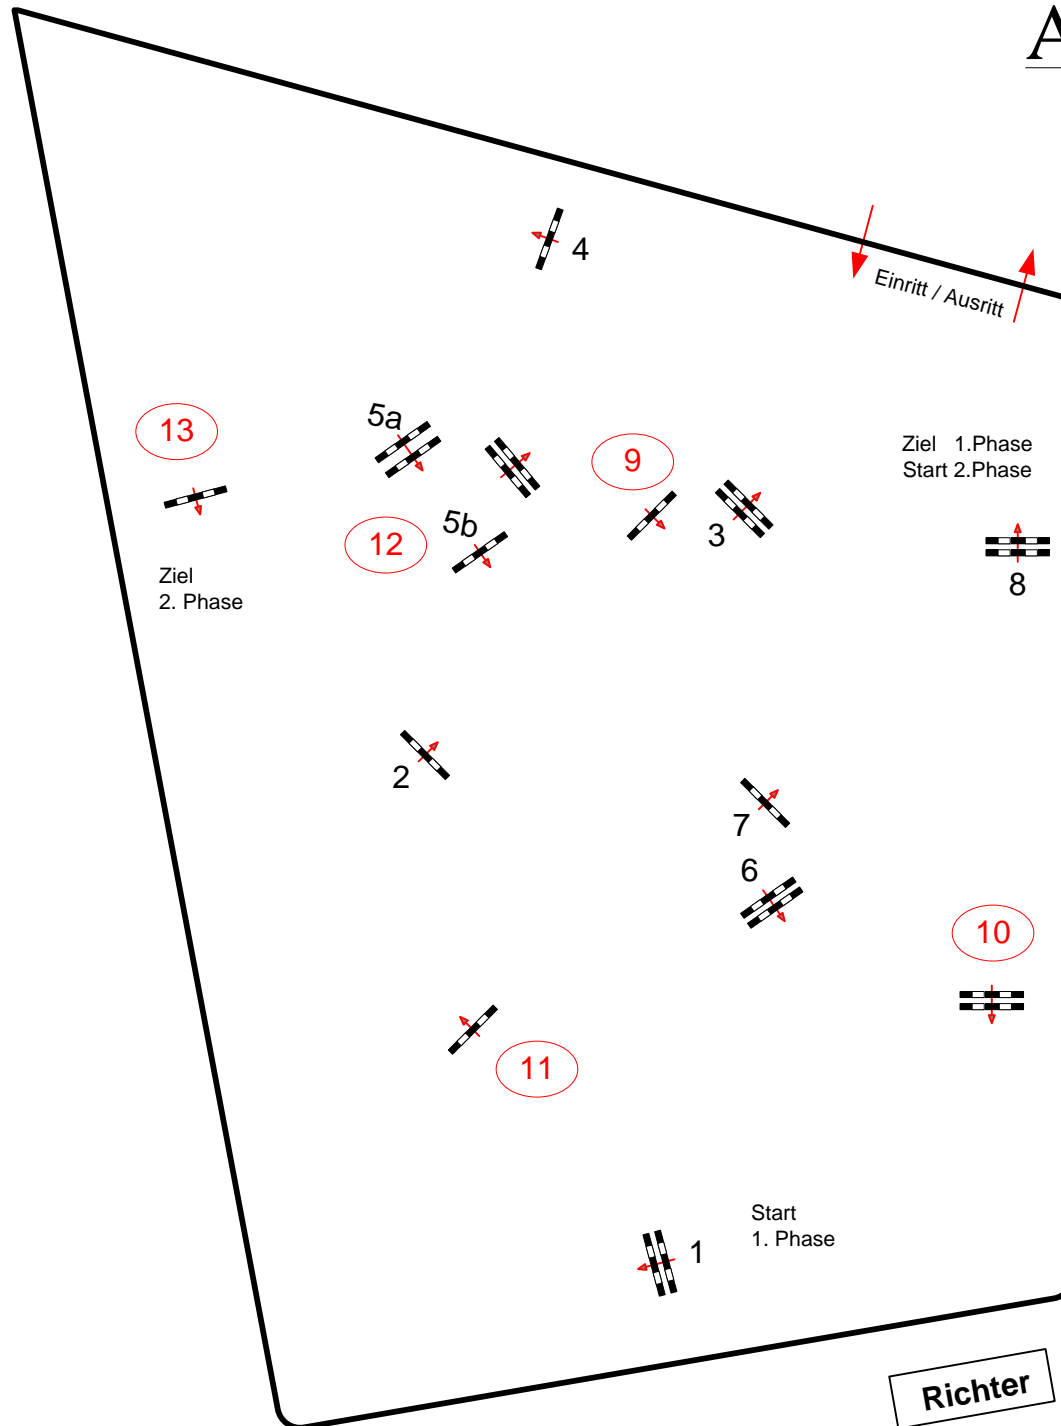 A
4
Einritt / Ausritt
13
5a
9
Ziel 1.Phase
Start 2.Phase
3
12
5b
8
Ziel
2. Phase
2
7
6
10
11
Start
1. Phase
1
Richter